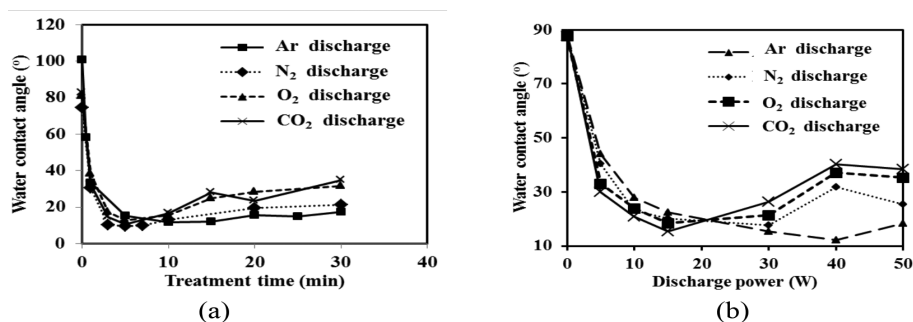 120
100
80
60
40
20
0
0 10 20 30 40
Water contact angle (°)
Treatment time (min)
Ar discharge
N₂ discharge
O₂ discharge
CO₂ discharge
(a)
90
70
50
30
10
0 10 20 30 40 50
Water contact angle (°)
Discharge power (W)
Ar discharge
N₂ discharge
O₂ discharge
CO₂ discharge
(b)